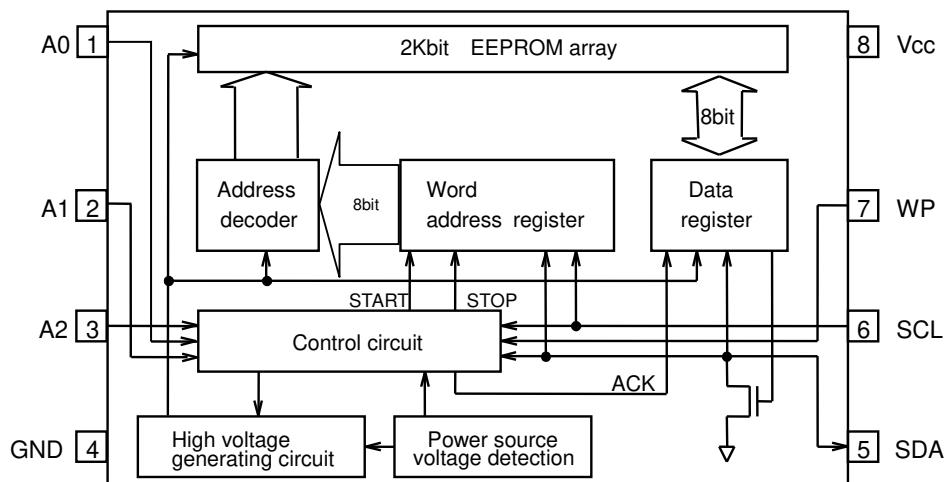 A0 1
2Kbit EEPROM array
8 Vcc
8bit
A1 2
Address
decoder
8bit
Word
address register
Data
register
7 WP
START
STOP
A2 3
Control circuit
6 SCL
ACK
GND 4
High voltage
generating circuit
Power source
voltage detection
5 SDA